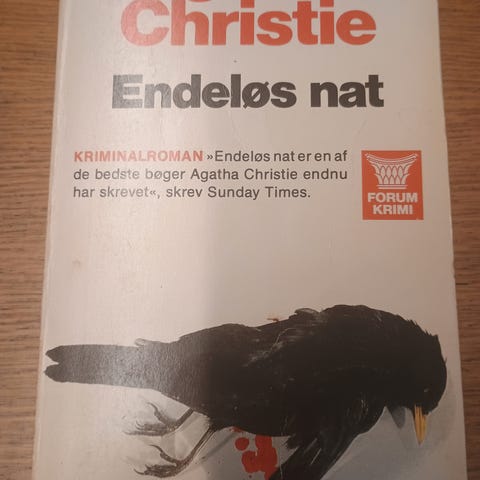 Christie
Endeløs nat
KRIMINALROMAN »Endeløs nat er en af
de bedste bøger Agatha Christie endnu
har skrevet«, skrev Sunday Times.
FORUM
KRIMI